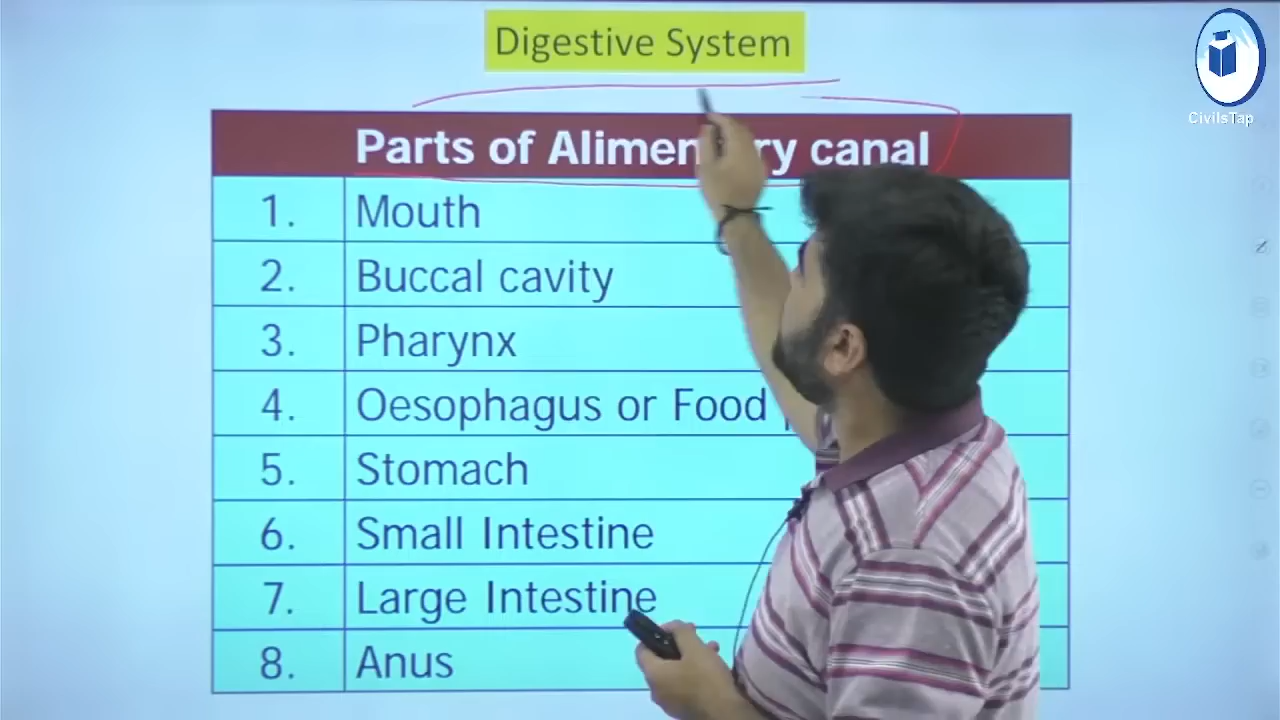 Digestive System
CivilsTap
Parts of Alimen ry canal
1. Mouth
2. Buccal cavity
3. Pharynx
4. Oesophagus or Food
5. Stomach
6. Small Intestine
7. Large Intestine
8. Anus